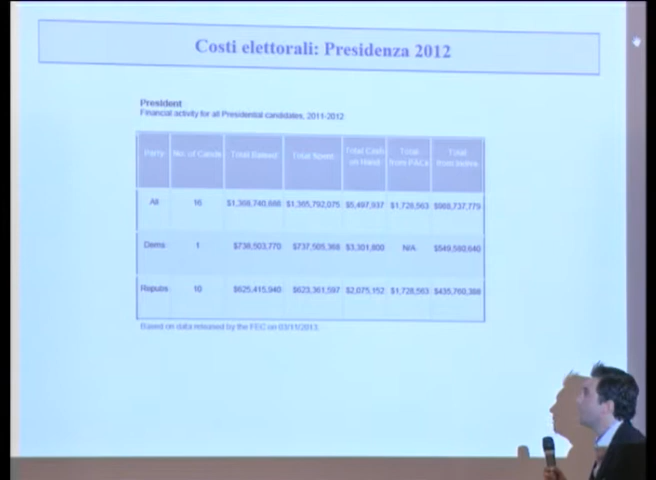 Costi elettorali: Presidenza 2012
President
Financial activity for all Presidential candidates, 2011-2012
Party No. of Cands Total Raised Total Spent Total Cash on Hand Total from PACs Total from Indivs
All 16 $1,368,740,688 $1,365,792,075 $5,497,937 $1,728,563 $988,737,779
Dems 1 $738,503,770 $737,505,368 $3,301,800 N/A $549,580,640
Repubs 10 $625,415,940 $623,361,597 $2,075,152 $1,728,563 $435,760,388
Based on data released by the FEC on 03/11/2013.